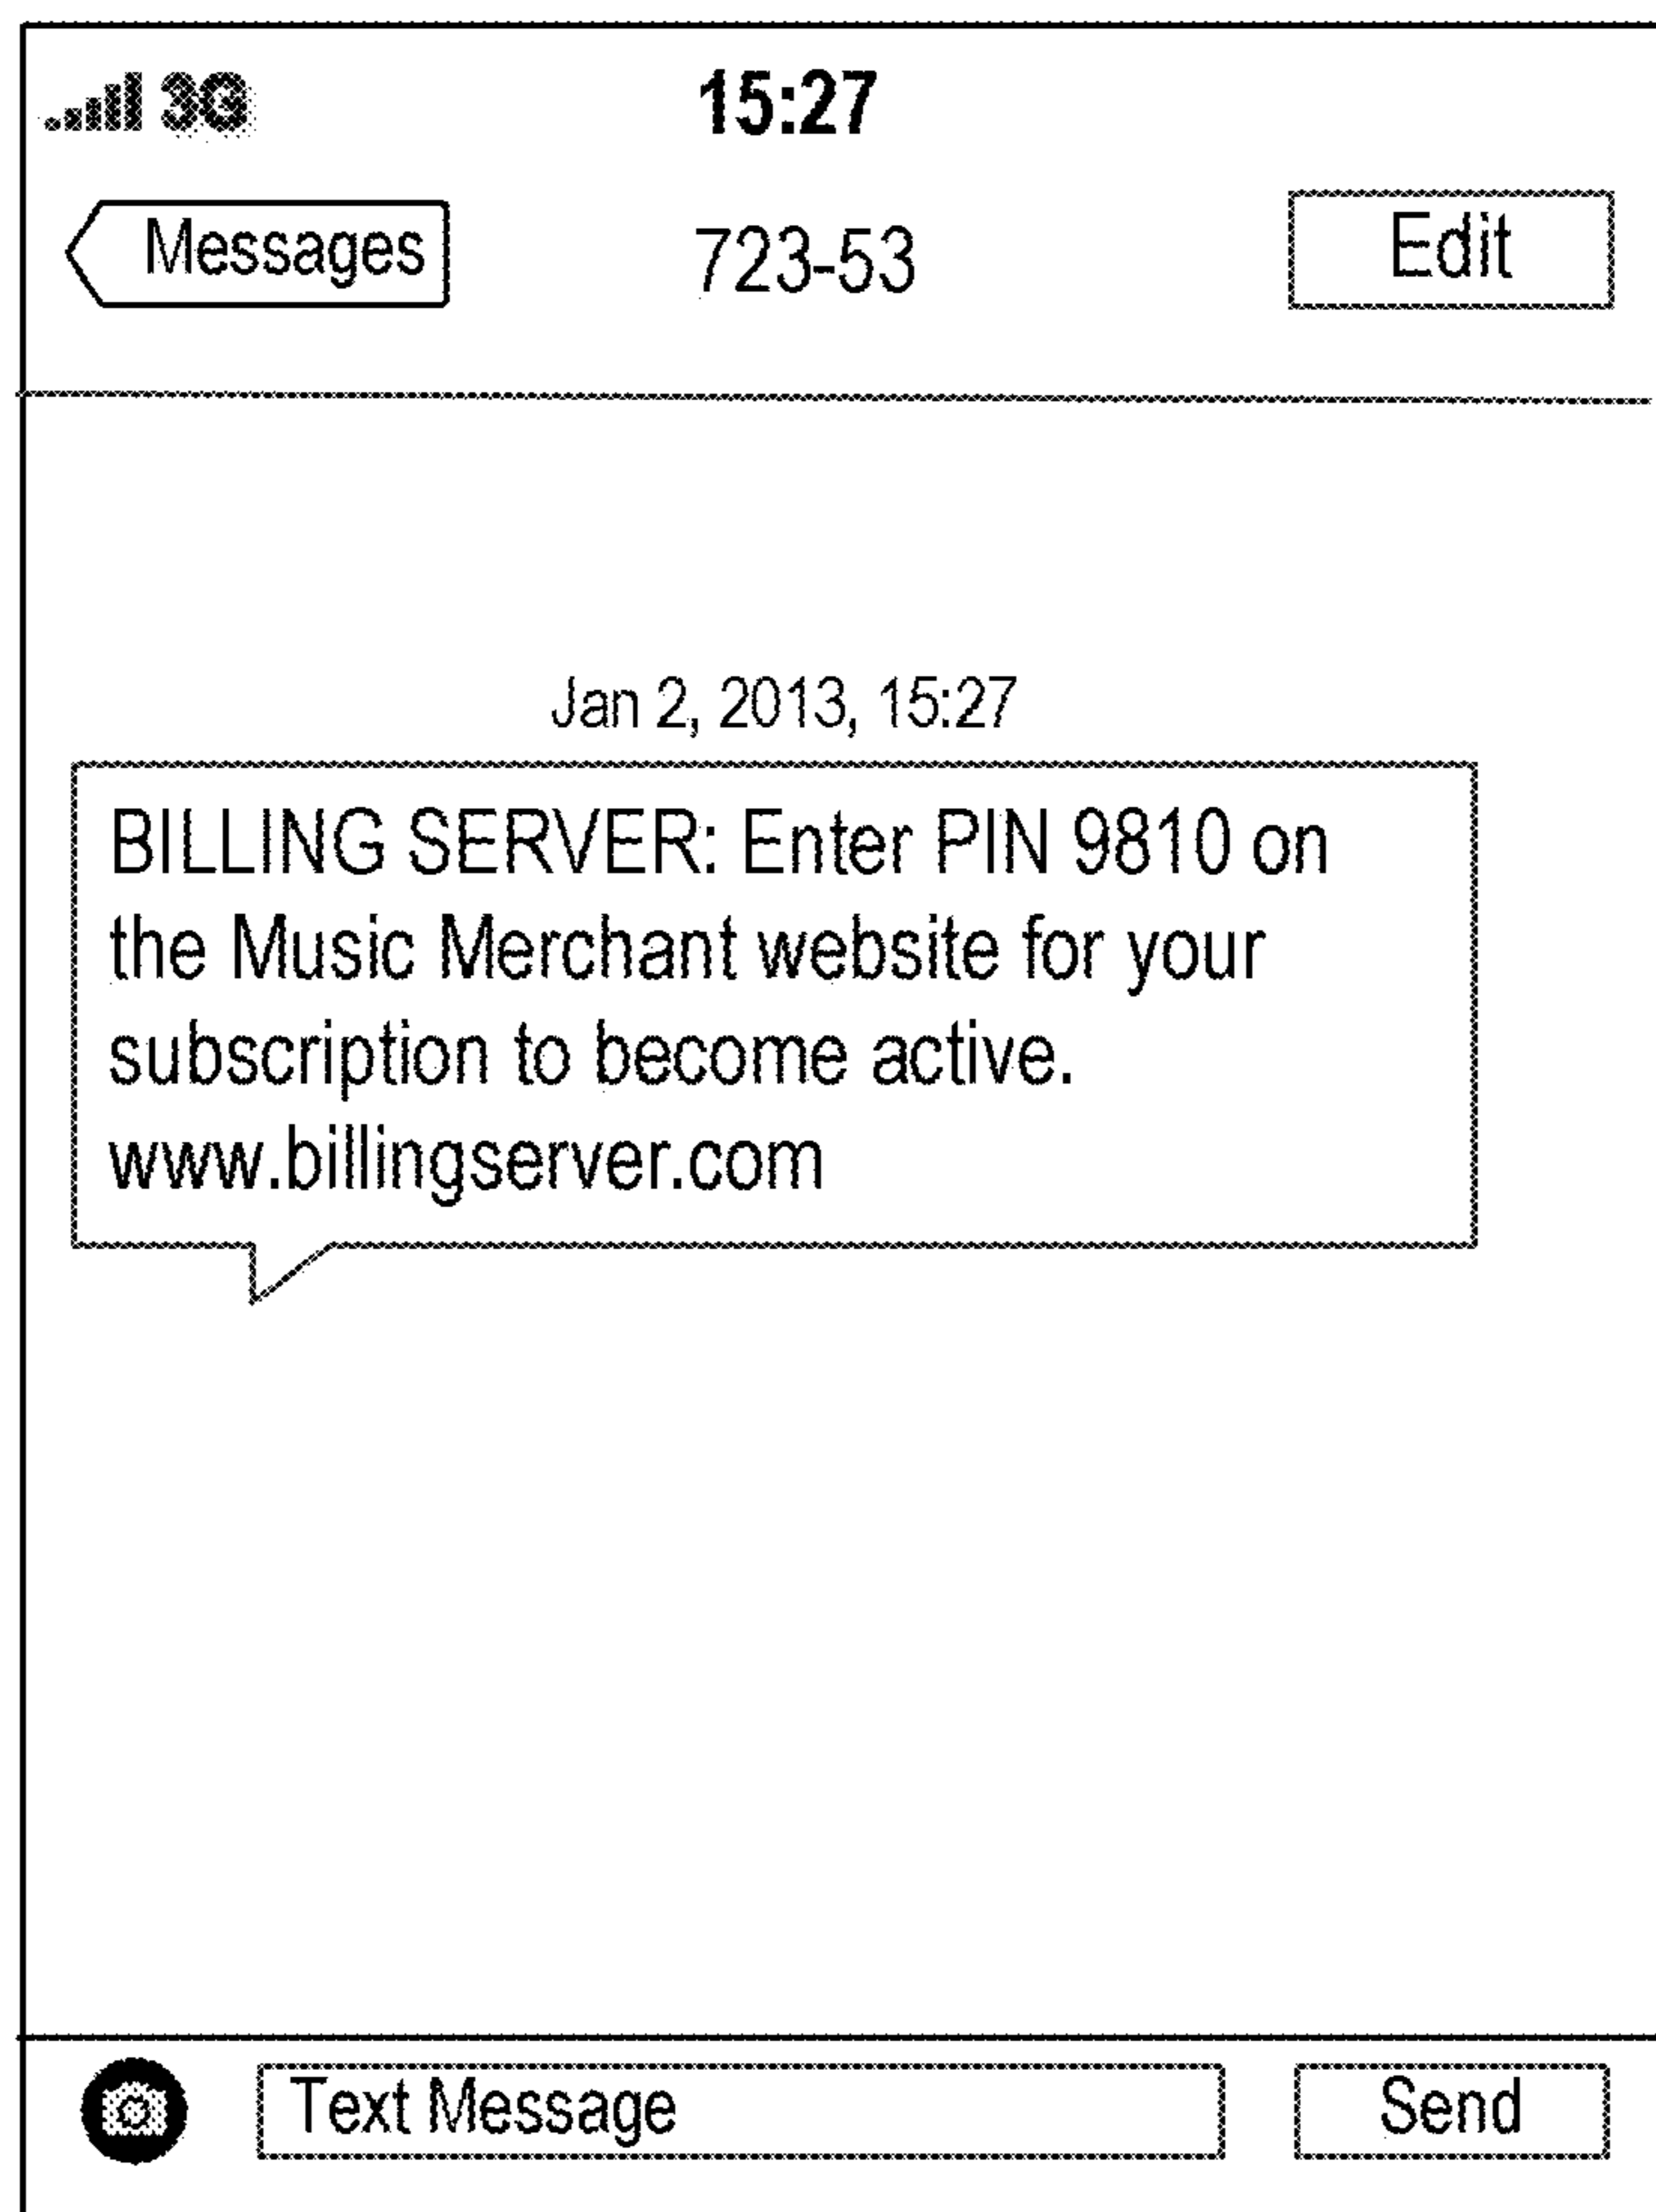 3G 15:27
Messages 723-53 Edit
Jan 2, 2013, 15:27
BILLING SERVER: Enter PIN 9810 on
the Music Merchant website for your
subscription to become active.
www.billingserver.com
Text Message Send